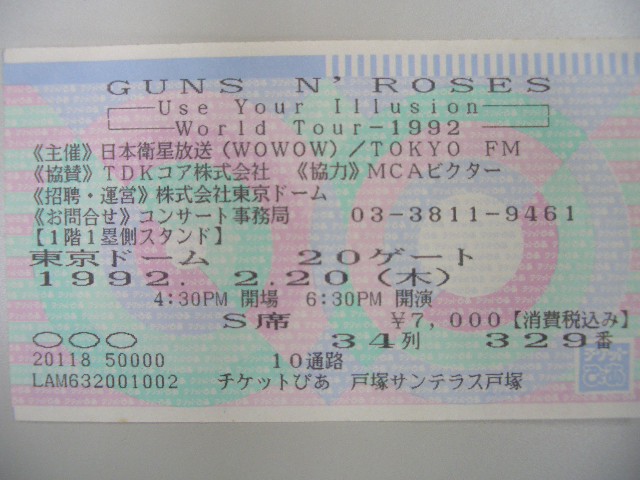 GUNS N' ROSES
Use Your Illusion
World Tour-1992
《主催》日本衛星放送(WOWOW)/TOKYO FM
《協賛》TDKコア株式会社 《協力》MCAビクター
《招聘・運営》株式会社東京ドーム
《お問合せ》コンサート事務局 03-3811-9461
【1階1塁側スタンド】
東京ドーム 20ゲート
1992. 2.20(木)
4:30PM 開場 6:30PM 開演
S席 ¥7,000【消費税込み】
○○○ 34列 329番
20118 50000 10通路
LAM632001002 チケットぴあ 戸塚サンテラス戸塚